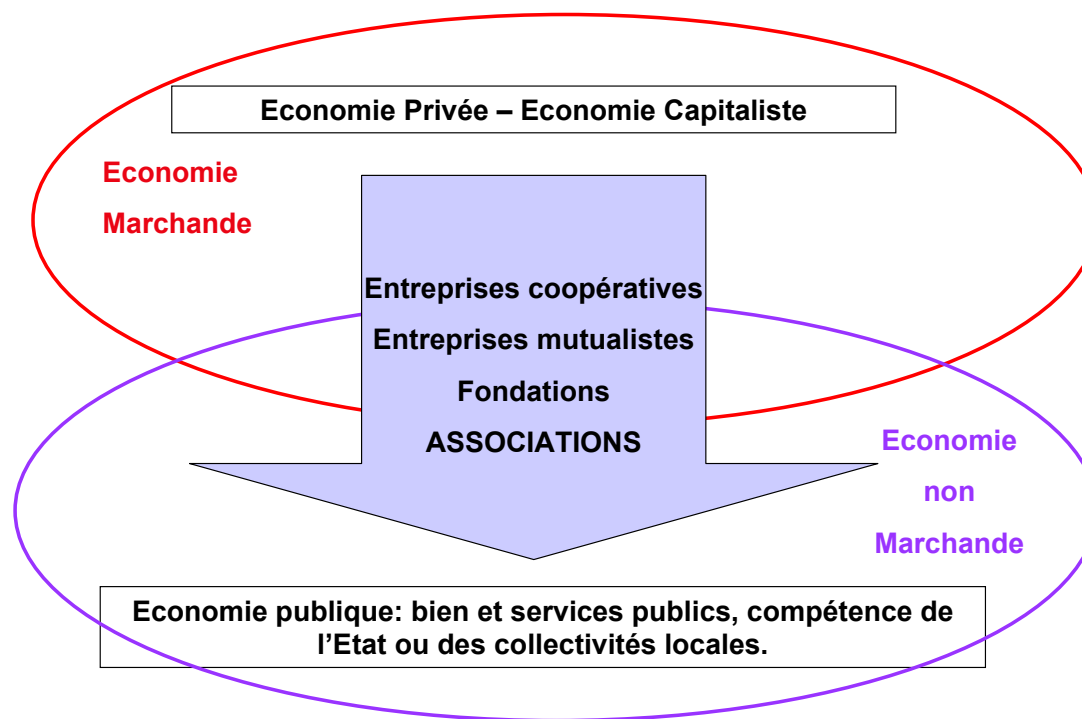 Economie Privée – Economie Capitaliste
Economie
Marchande
Entreprises coopératives
Entreprises mutualistes
Fondations
ASSOCIATIONS
Economie
non
Marchande
Economie publique: bien et services publics, compétence de
l’Etat ou des collectivités locales.